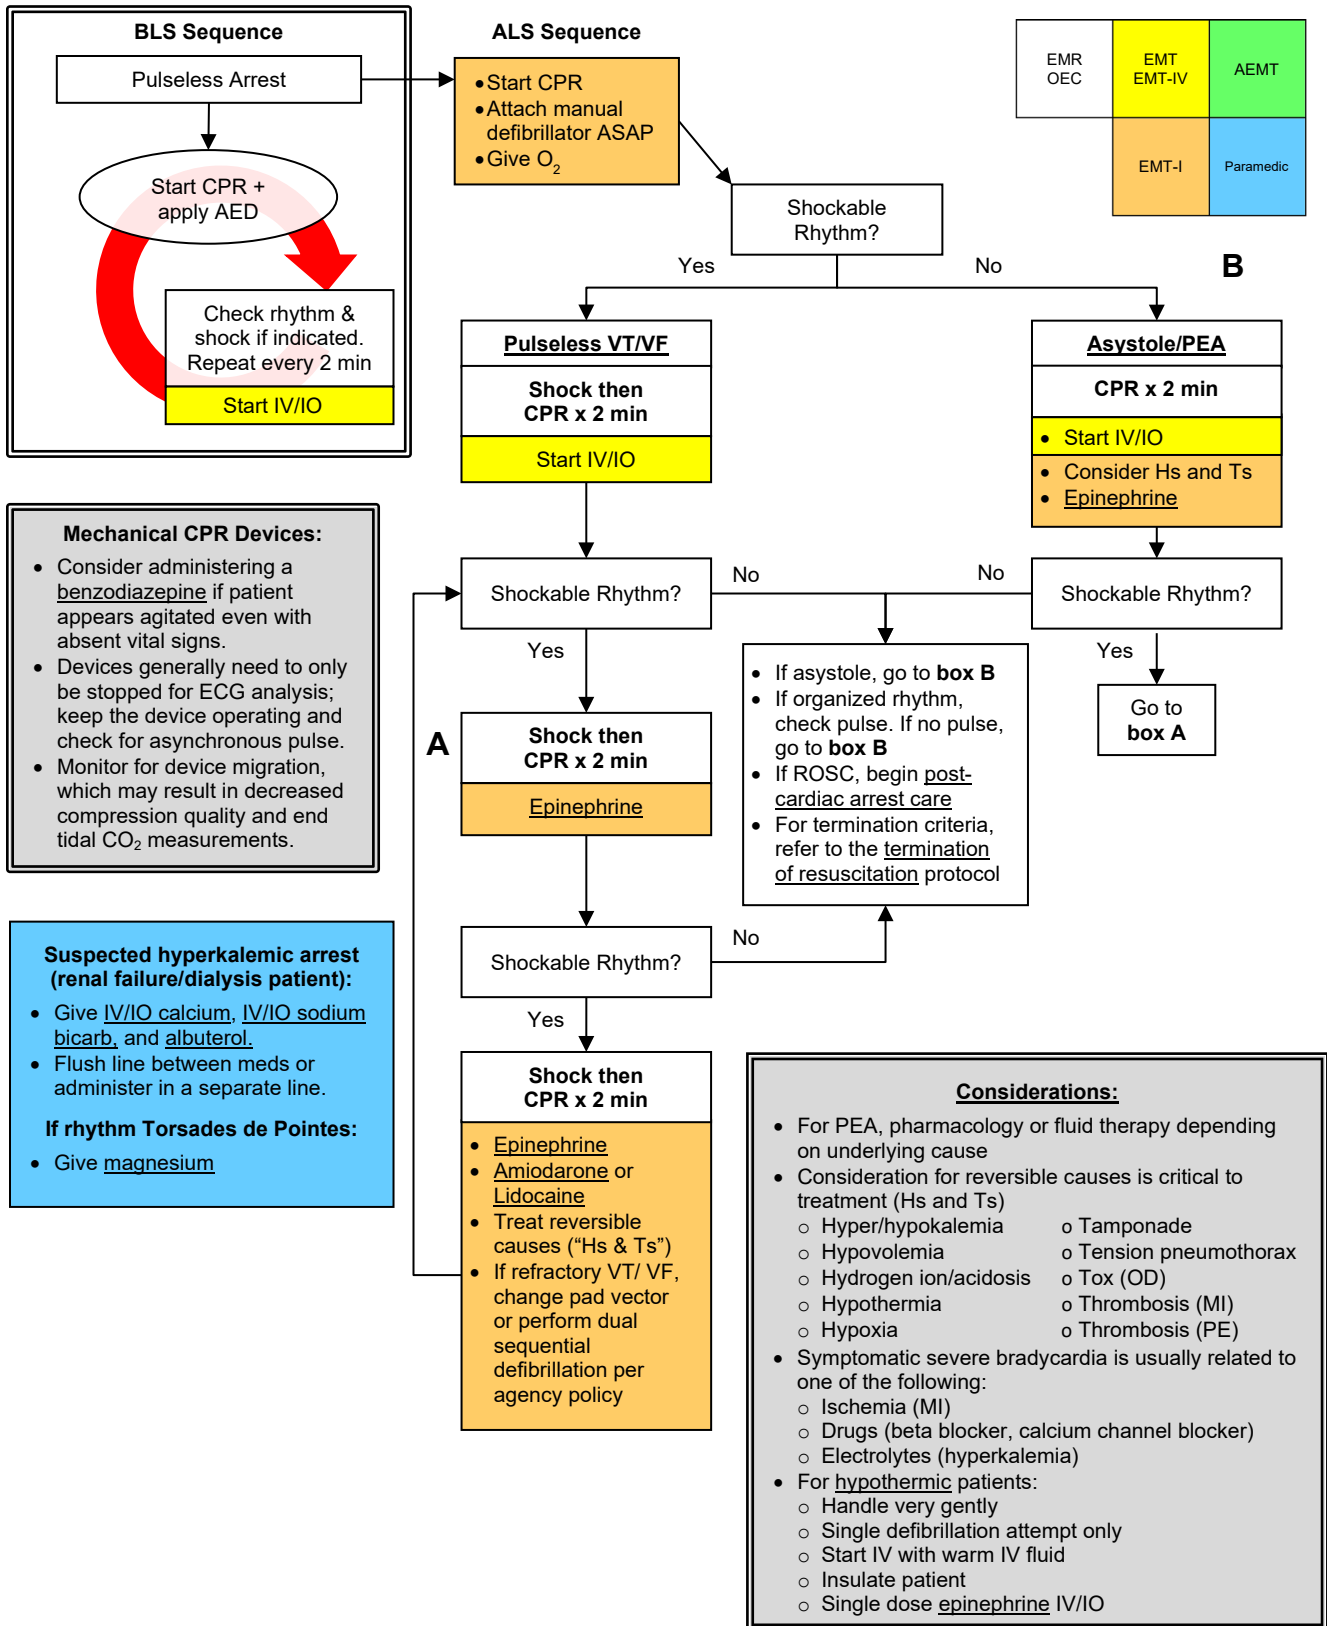 BLS Sequence
Pulseless Arrest
Start CPR +
apply AED
Check rhythm &
shock if indicated.
Repeat every 2 min
Start IV/IO
ALS Sequence
•Start CPR
•Attach manual
defibrillator ASAP
•Give O2
EMR
OEC
EMT
EMT-IV
AEMT
EMT-I
Paramedic
Shockable
Rhythm?
Yes
No
B
Pulseless VT/VF
Shock then
CPR x 2 min
Start IV/IO
Asystole/PEA
CPR x 2 min
• Start IV/IO
• Consider Hs and Ts
• Epinephrine
Mechanical CPR Devices:
• Consider administering a
benzodiazepine if patient
appears agitated even with
absent vital signs.
• Devices generally need to only
be stopped for ECG analysis;
keep the device operating and
check for asynchronous pulse.
• Monitor for device migration,
which may result in decreased
compression quality and end
tidal CO2 measurements.
Shockable Rhythm?
No
No
Shockable Rhythm?
Yes
Yes
• If asystole, go to box B
• If organized rhythm,
check pulse. If no pulse,
go to box B
• If ROSC, begin post-
cardiac arrest care
• For termination criteria,
refer to the termination
of resuscitation protocol
Go to
box A
A
Shock then
CPR x 2 min
Epinephrine
Shockable Rhythm?
No
Yes
Suspected hyperkalemic arrest
(renal failure/dialysis patient):
• Give IV/IO calcium, IV/IO sodium
bicarb, and albuterol.
• Flush line between meds or
administer in a separate line.
If rhythm Torsades de Pointes:
• Give magnesium
Shock then
CPR x 2 min
• Epinephrine
• Amiodarone or
Lidocaine
• Treat reversible
causes (“Hs & Ts”)
• If refractory VT/ VF,
change pad vector
or perform dual
sequential
defibrillation per
agency policy
Considerations:
• For PEA, pharmacology or fluid therapy depending
on underlying cause
• Consideration for reversible causes is critical to
treatment (Hs and Ts)
o Hyper/hypokalemia o Tamponade
o Hypovolemia o Tension pneumothorax
o Hydrogen ion/acidosis o Tox (OD)
o Hypothermia o Thrombosis (MI)
o Hypoxia o Thrombosis (PE)
• Symptomatic severe bradycardia is usually related to
one of the following:
o Ischemia (MI)
o Drugs (beta blocker, calcium channel blocker)
o Electrolytes (hyperkalemia)
• For hypothermic patients:
o Handle very gently
o Single defibrillation attempt only
o Start IV with warm IV fluid
o Insulate patient
o Single dose epinephrine IV/IO